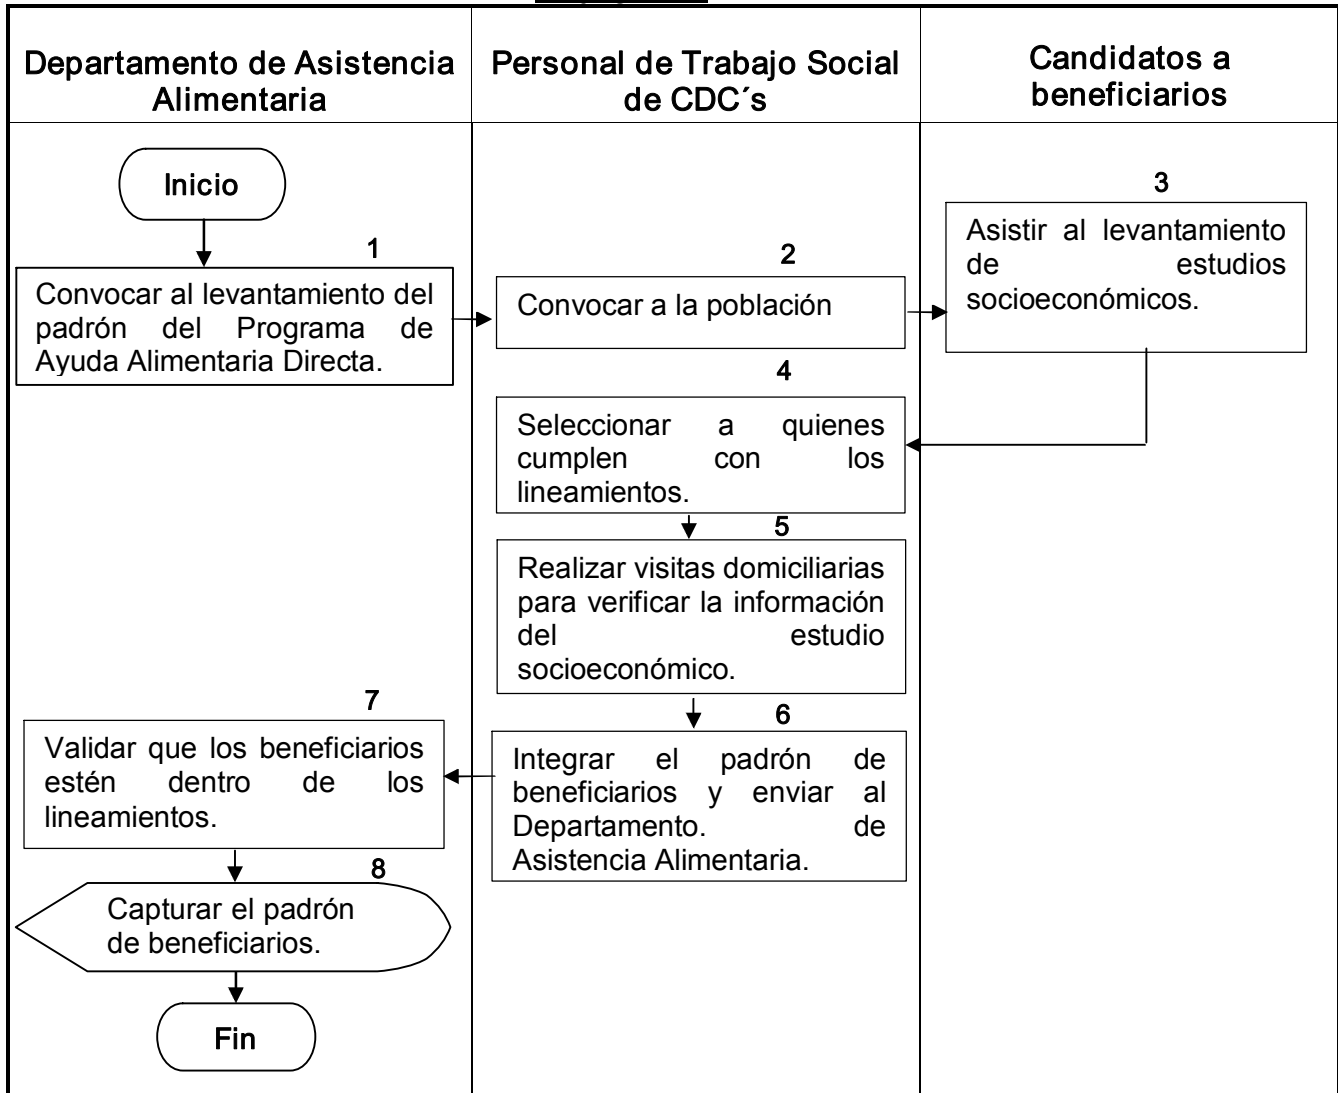 Departamento de Asistencia
Alimentaria
Personal de Trabajo Social
de CDC´s
Candidatos a
beneficiarios
Inicio
1
Convocar al levantamiento del
padrón del Programa de
Ayuda Alimentaria Directa.
2
Convocar a la población
3
Asistir al levantamiento
de estudios
socioeconómicos.
4
Seleccionar a quienes
cumplen con los
lineamientos.
5
Realizar visitas domiciliarias
para verificar la información
del estudio
socioeconómico.
6
Integrar el padrón de
beneficiarios y enviar al
Departamento. de
Asistencia Alimentaria.
7
Validar que los beneficiarios
estén dentro de los
lineamientos.
8
Capturar el padrón
de beneficiarios.
Fin